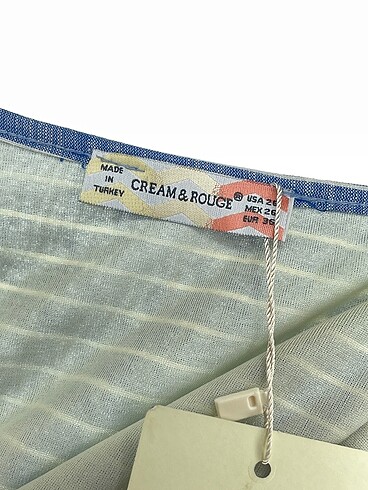 MADE
IN
TURKEY
CREAM & ROUGE®
USA 26
MEX 26
EUR 36